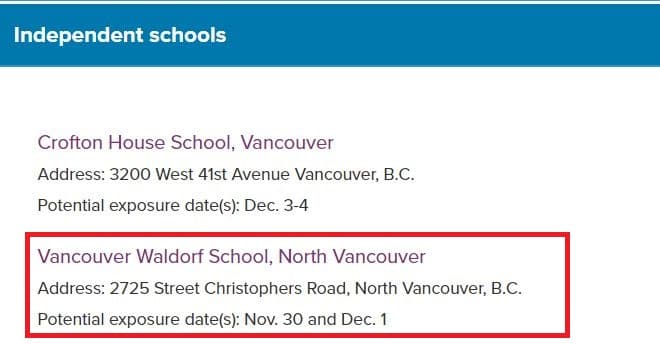 Independent schools
Crofton House School, Vancouver
Address: 3200 West 41st Avenue Vancouver, B.C.
Potential exposure date(s): Dec. 3-4
Vancouver Waldorf School, North Vancouver
Address: 2725 Street Christophers Road, North Vancouver, B.C.
Potential exposure date(s): Nov. 30 and Dec. 1